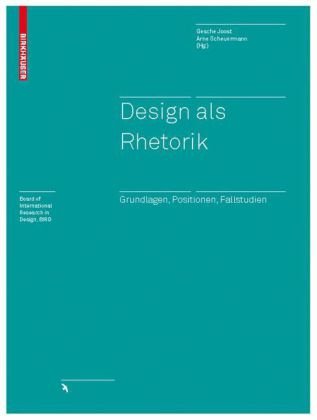 BIRKHÄUSER
Gesche Joost
Arne Scheuermann
(Hg.)
Design als
Rhetorik
Board of
International
Research in
Design, BIRD
Grundlagen, Positionen, Fallstudien